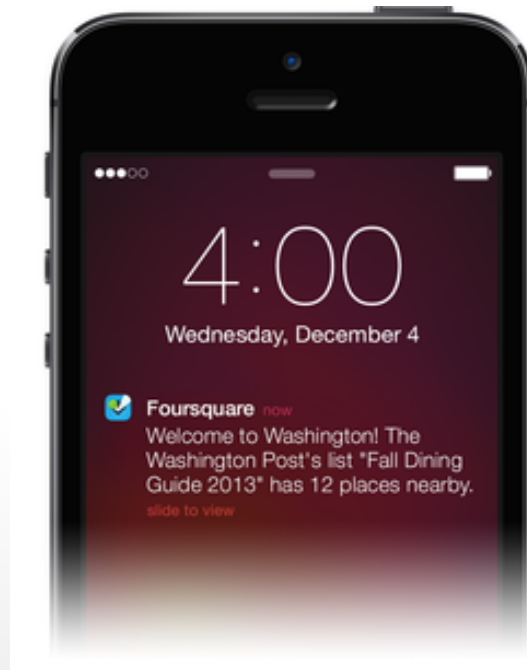 4:00
Wednesday, December 4
Foursquare now
Welcome to Washington! The
Washington Post's list "Fall Dining
Guide 2013" has 12 places nearby.
slide to view